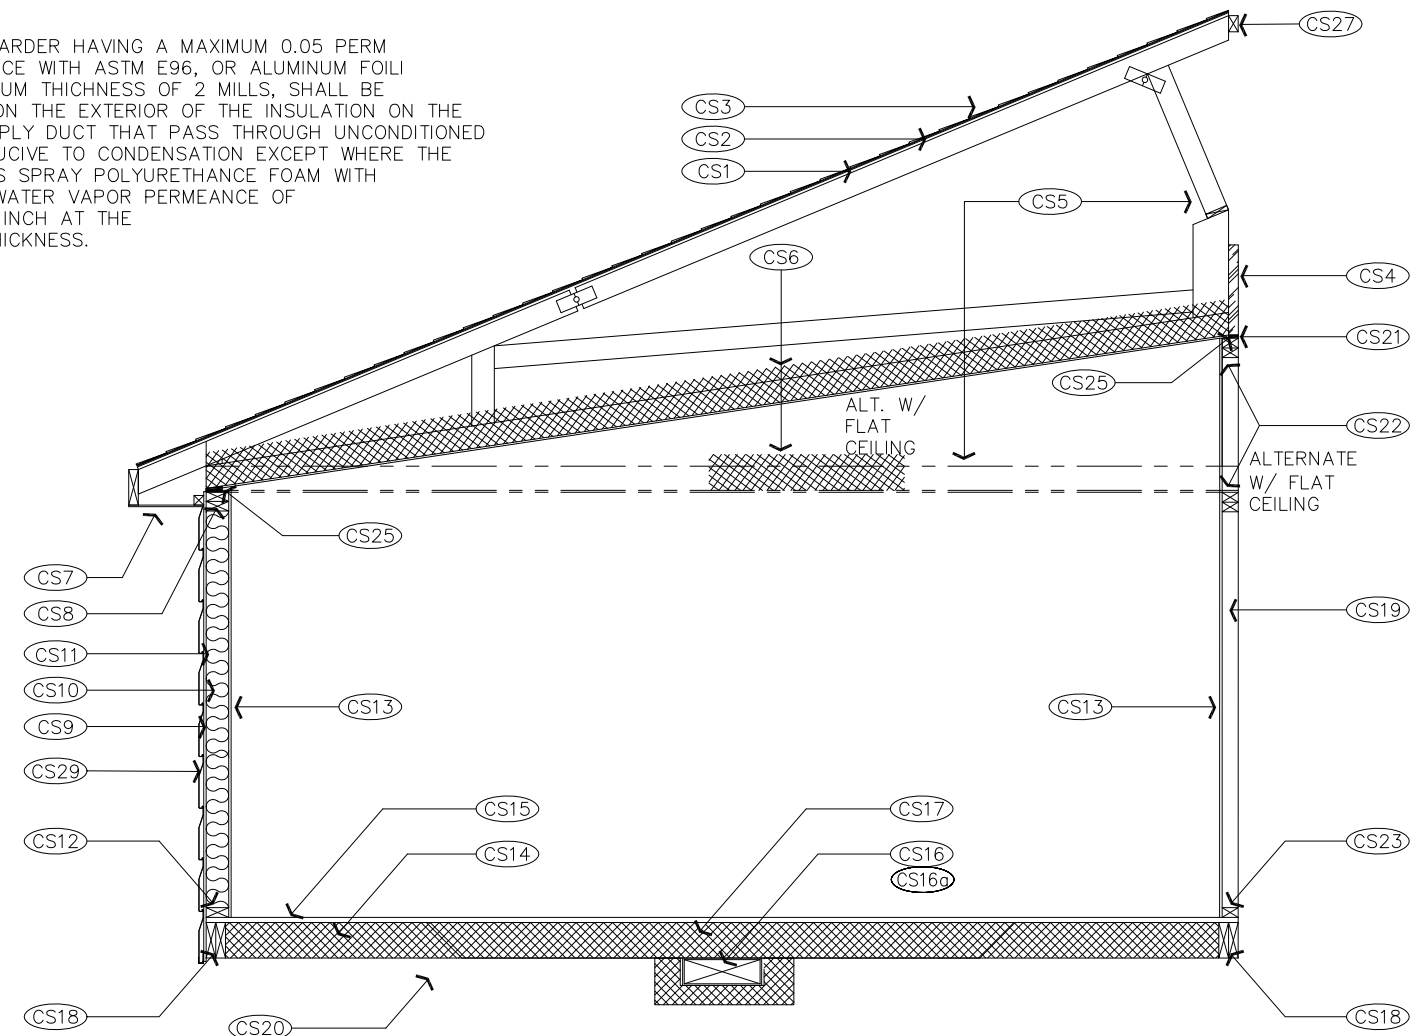 ARDER HAVING A MAXIMUM 0.05 PERM
CE WITH ASTM E96, OR ALUMINUM FOILI
UM THICHNESS OF 2 MILLS, SHALL BE
ON THE EXTERIOR OF THE INSULATION ON THE
PLY DUCT THAT PASS THROUGH UNCONDITIONED
UCIVE TO CONDENSATION EXCEPT WHERE THE
S SPRAY POLYURETHANCE FOAM WITH
WATER VAPOR PERMEANCE OF
INCH AT THE
HICKNESS.
CS27
CS3
CS2
CS1
CS5
CS6
CS4
CS21
CS25
ALT. W/
FLAT
CEILING
CS22
ALTERNATE
W/ FLAT
CEILING
CS25
CS7
CS8
CS19
CS11
CS10
CS13
CS13
CS9
CS29
CS15
CS17
CS12
CS14
CS16
CS23
CS16a
CS18
CS20
CS18